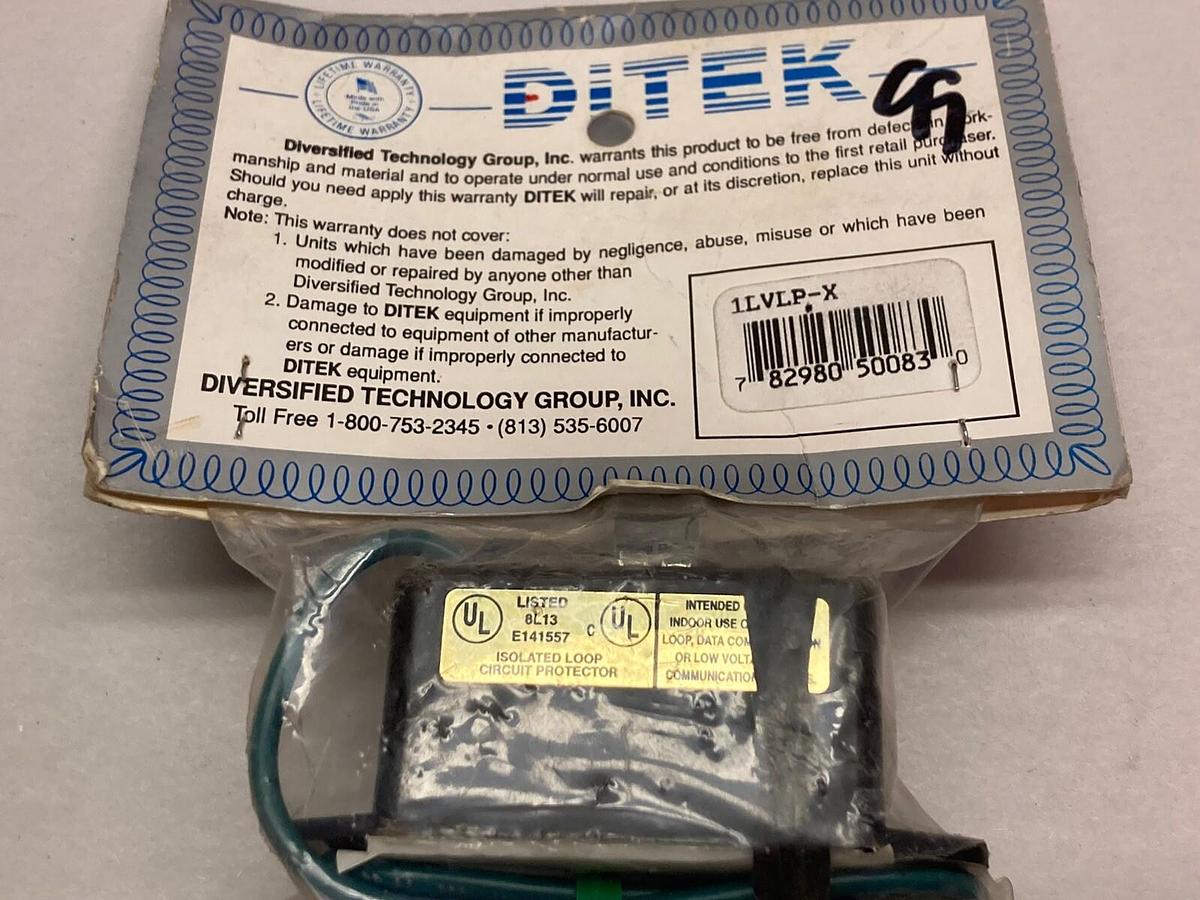 LIFETIME WARRANTY
Made with
Pride in
the USA
LIFETIME WARRANTY
DITEK
Diversified Technology Group, Inc. warrants this product to be free from defect in work-
manship and material and to operate under normal use and conditions to the first retail purchaser.
Should you need apply this warranty DITEK will repair, or at its discretion, replace this unit without
charge.
Note: This warranty does not cover:
1. Units which have been damaged by negligence, abuse, misuse or which have been
modified or repaired by anyone other than
Diversified Technology Group, Inc.
2. Damage to DITEK equipment if improperly
connected to equipment of other manufactur-
ers or damage if improperly connected to
DITEK equipment.
DIVERSIFIED TECHNOLOGY GROUP, INC.
Toll Free 1-800-753-2345 • (813) 535-6007
1LVLP-X
7 82980 50083 0
UL LISTED
8L13
E141557 C UL
ISOLATED LOOP
CIRCUIT PROTECTOR
INTENDED
INDOOR USE
LOOP, DATA COM
OR LOW VOLT
COMMUNICATIO